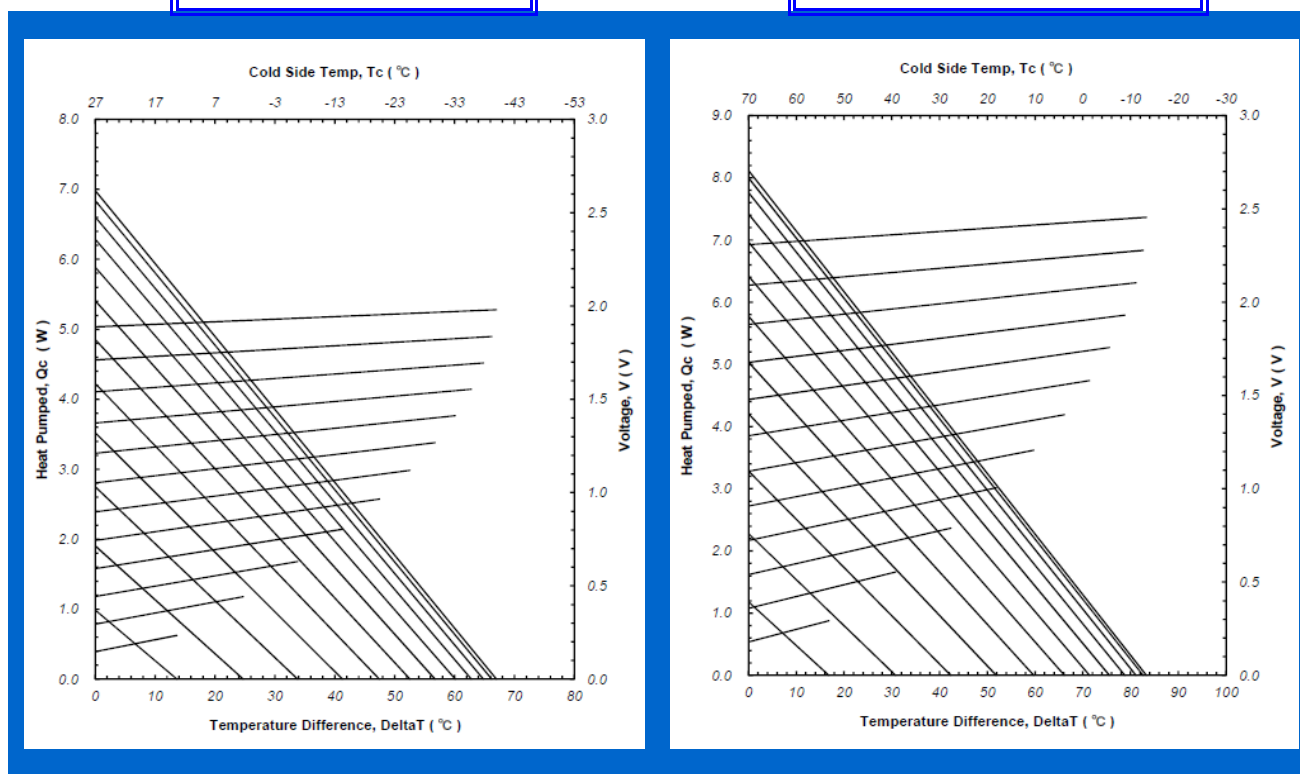 Cold Side Temp, Tc ( ℃ )
27 17 7 -3 -13 -23 -33 -43 -53
8.0 3.0
7.0
2.5
6.0
5.0 2.0
Heat Pumped, Qc ( W )
Voltage, V ( V )
4.0 1.5
3.0
1.0
2.0
1.0 0.5
0.0 0.0
0 10 20 30 40 50 60 70 80
Temperature Difference, DeltaT ( ℃ )
Cold Side Temp, Tc ( ℃ )
70 60 50 40 30 20 10 0 -10 -20 -30
9.0 3.0
8.0
2.5
7.0
6.0 2.0
5.0
Heat Pumped, Qc ( W )
Voltage, V ( V )
1.5
4.0
3.0 1.0
2.0
0.5
1.0
0.0 0.0
0 10 20 30 40 50 60 70 80 90 100
Temperature Difference, DeltaT ( ℃ )